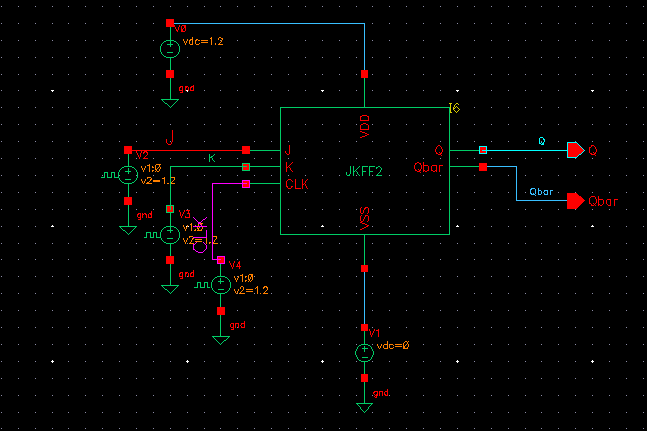 V0
vdc=1.2
gnd
I6
VDD
J
V2
v1:0
v2=1.2
gnd
K
J
K
CLK
JKFF2
Q
Qbar
Q
Q
Qbar
Qbar
V3
v1:0
v2=1.2
gnd
VSS
V4
v1:0
v2=1.2
gnd
V1
vdc=0
gnd